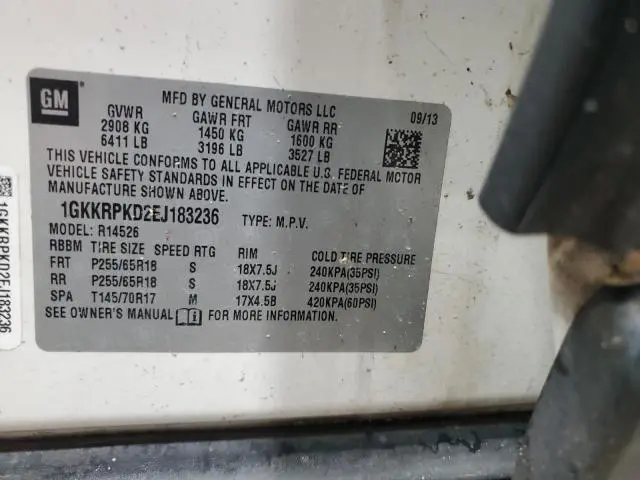 GM
MFD BY GENERAL MOTORS LLC
09/13
GVWR GAWR FRT GAWR RR
2908 KG 1450 KG 1600 KG
6411 LB 3196 LB 3527 LB
THIS VEHICLE CONFORMS TO ALL APPLICABLE U.S. FEDERAL MOTOR
VEHICLE SAFETY STANDARDS IN EFFECT ON THE DATE OF
MANUFACTURE SHOWN ABOVE.
1GKKRPKD2EJ183236 TYPE: M.P.V.
MODEL: R14526
RBBM TIRE SIZE SPEED RTG RIM COLD TIRE PRESSURE
FRT P255/65R18 S 18X7.5J 240KPA(35PSI)
RR P255/65R18 S 18X7.5J 240KPA(35PSI)
SPA T145/70R17 M 17X4.5B 420KPA(60PSI)
SEE OWNER'S MANUAL FOR MORE INFORMATION.
1GKKRPKD2EJ183236